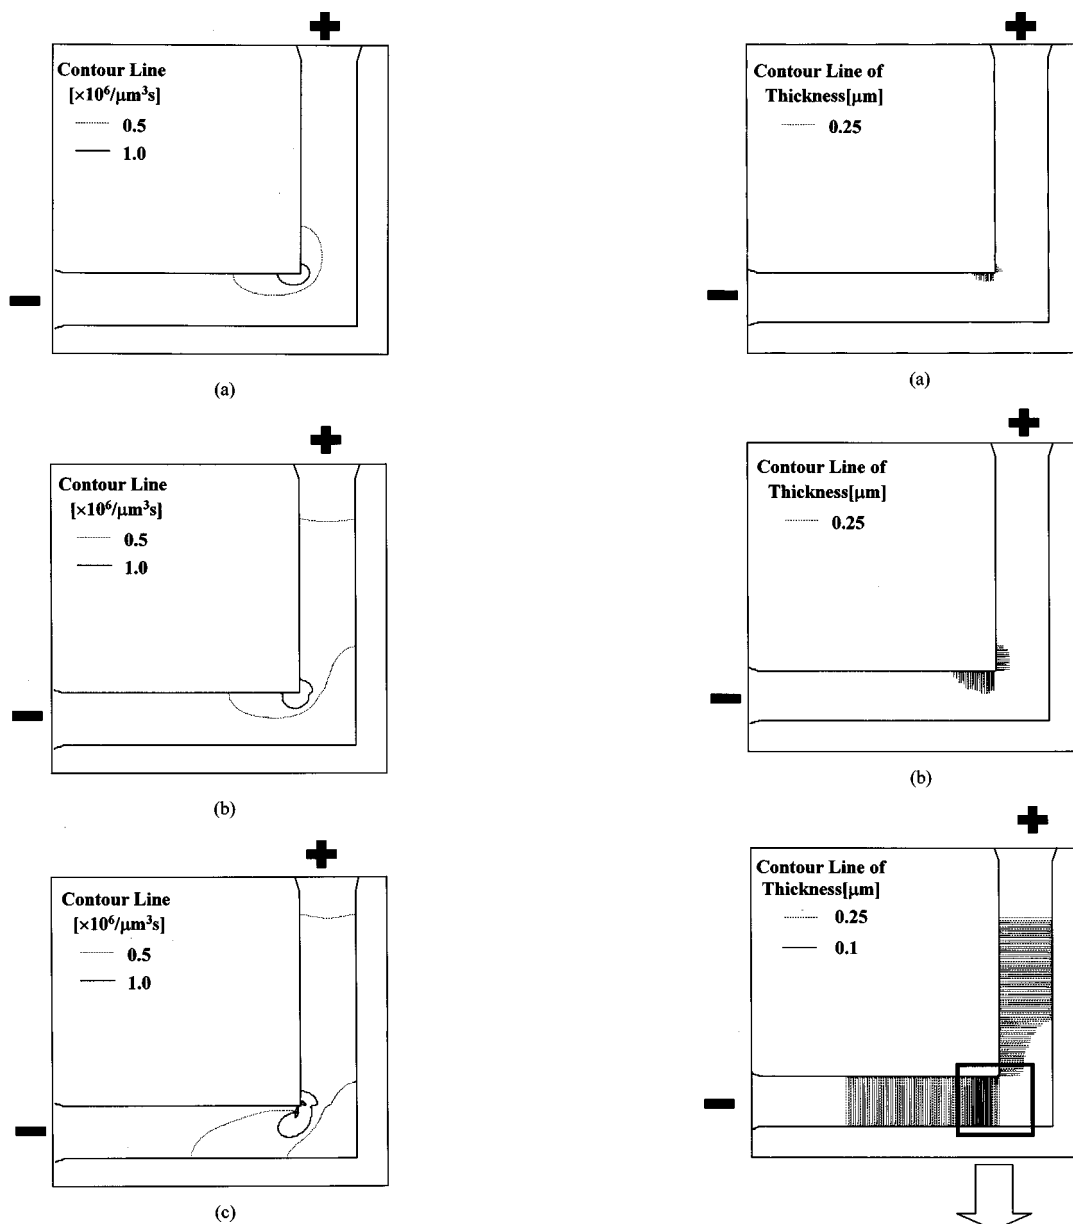 Contour Line
[×10⁶/μm³s]
0.5
1.0
(a)
Contour Line
[×10⁶/μm³s]
0.5
1.0
(b)
Contour Line
[×10⁶/μm³s]
0.5
1.0
(c)
Contour Line of
Thickness[μm]
0.25
(a)
Contour Line of
Thickness[μm]
0.25
(b)
Contour Line of
Thickness[μm]
0.25
0.1